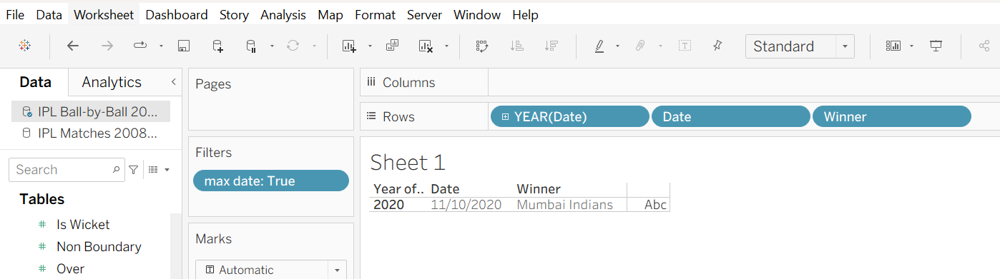 File Data Worksheet Dashboard Story Analysis Map Format Server Window Help
Standard
Data Analytics
IPL Ball-by-Ball 20...
IPL Matches 2008...
Search
Tables
# Is Wicket
# Non Boundary
# Over
Pages
Filters
max date: True
Marks
Automatic
Columns
Rows YEAR(Date) Date Winner
Sheet 1
Year of.. Date Winner
2020 11/10/2020 Mumbai Indians Abc